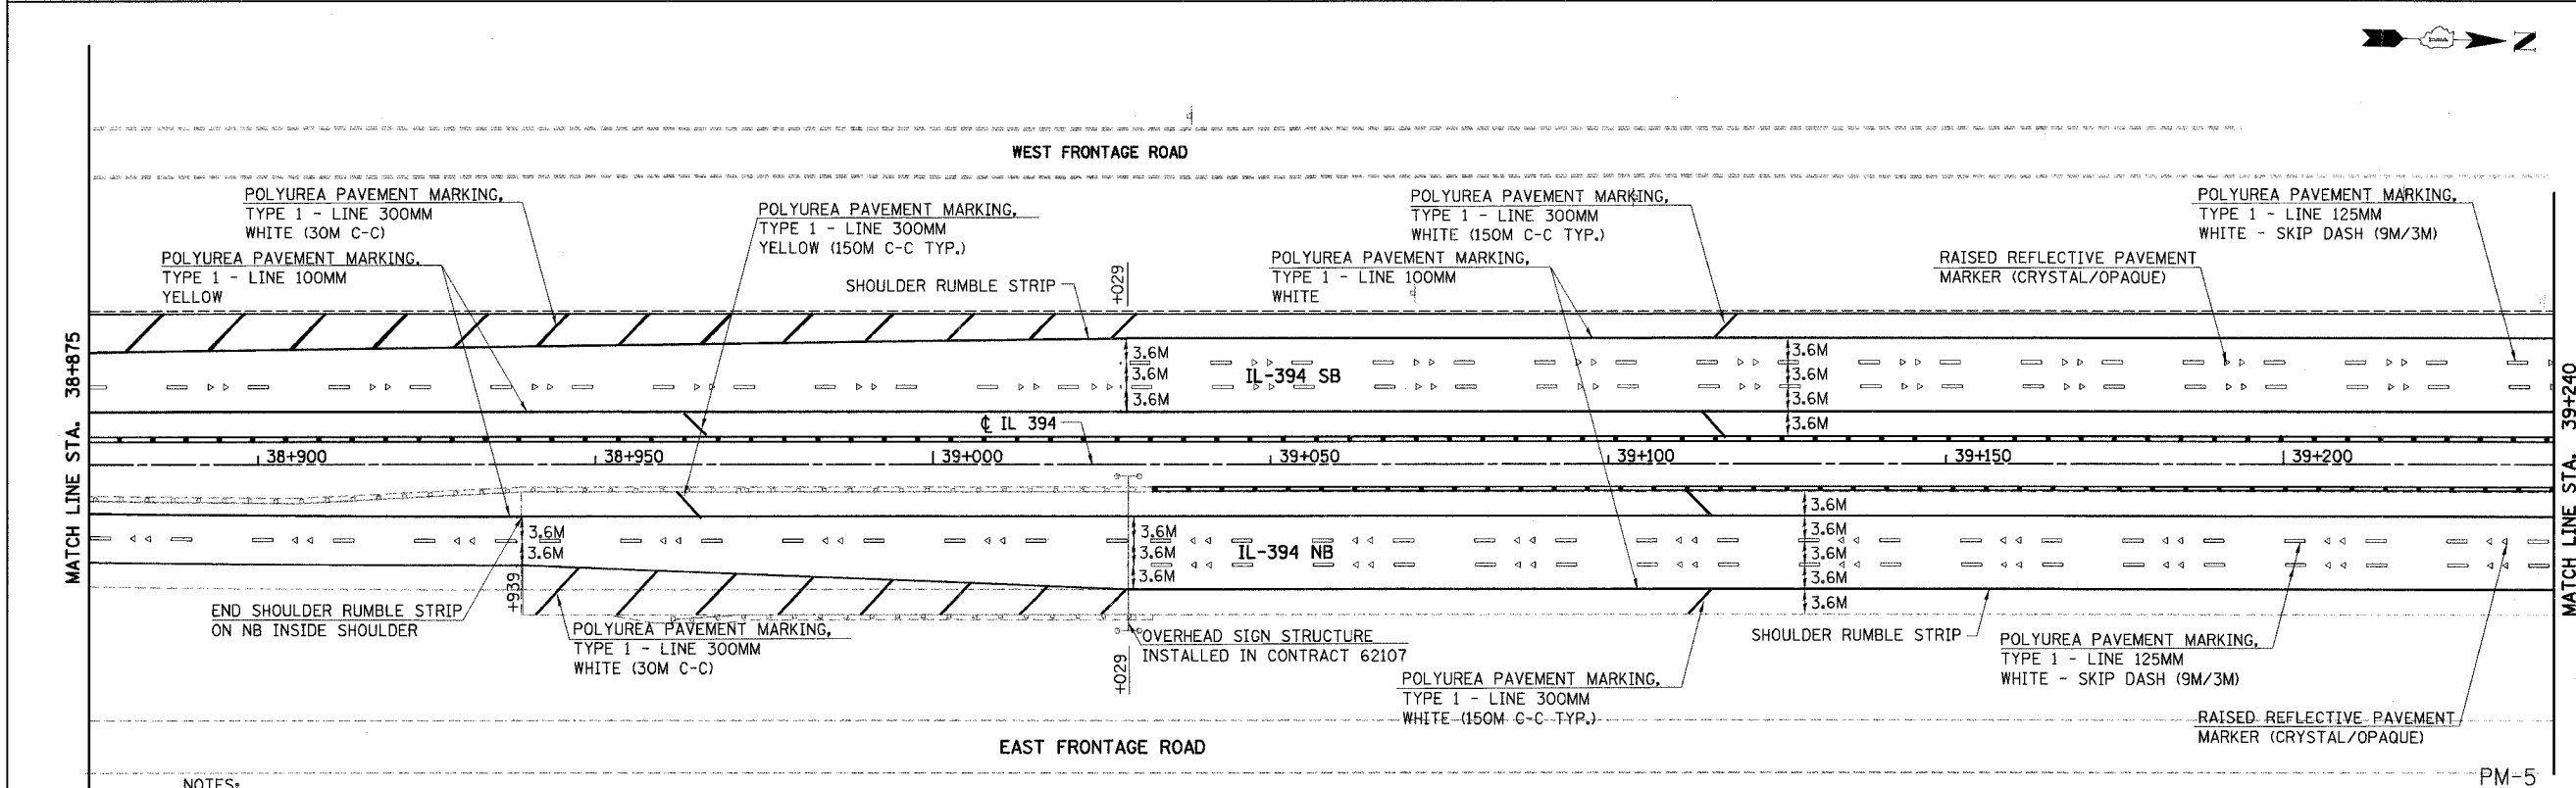 N
WEST FRONTAGE ROAD
POLYUREA PAVEMENT MARKING,
TYPE 1 - LINE 300MM
WHITE (30M C-C)
POLYUREA PAVEMENT MARKING,
TYPE 1 - LINE 100MM
YELLOW
POLYUREA PAVEMENT MARKING,
TYPE 1 - LINE 300MM
YELLOW (150M C-C TYP.)
SHOULDER RUMBLE STRIP
+029
POLYUREA PAVEMENT MARKING,
TYPE 1 - LINE 300MM
WHITE (150M C-C TYP.)
POLYUREA PAVEMENT MARKING,
TYPE 1 - LINE 100MM
WHITE
POLYUREA PAVEMENT MARKING,
TYPE 1 - LINE 125MM
WHITE - SKIP DASH (9M/3M)
RAISED REFLECTIVE PAVEMENT
MARKER (CRYSTAL/OPAQUE)
MATCH LINE STA. 38+875
3.6M
3.6M
3.6M
IL-394 SB
3.6M
3.6M
3.6M
3.6M
℄ IL 394
38+900
38+950
39+000
39+050
39+100
39+150
39+200
MATCH LINE STA. 39+240
3.6M
3.6M
3.6M
3.6M
3.6M
IL-394 NB
3.6M
3.6M
3.6M
3.6M
3.6M
+939
END SHOULDER RUMBLE STRIP
ON NB INSIDE SHOULDER
POLYUREA PAVEMENT MARKING,
TYPE 1 - LINE 300MM
WHITE (30M C-C)
+029
OVERHEAD SIGN STRUCTURE
INSTALLED IN CONTRACT 62107
POLYUREA PAVEMENT MARKING,
TYPE 1 - LINE 300MM
WHITE (150M C-C TYP.)
SHOULDER RUMBLE STRIP
POLYUREA PAVEMENT MARKING,
TYPE 1 - LINE 125MM
WHITE - SKIP DASH (9M/3M)
RAISED REFLECTIVE PAVEMENT
MARKER (CRYSTAL/OPAQUE)
EAST FRONTAGE ROAD
PM-5
NOTES: